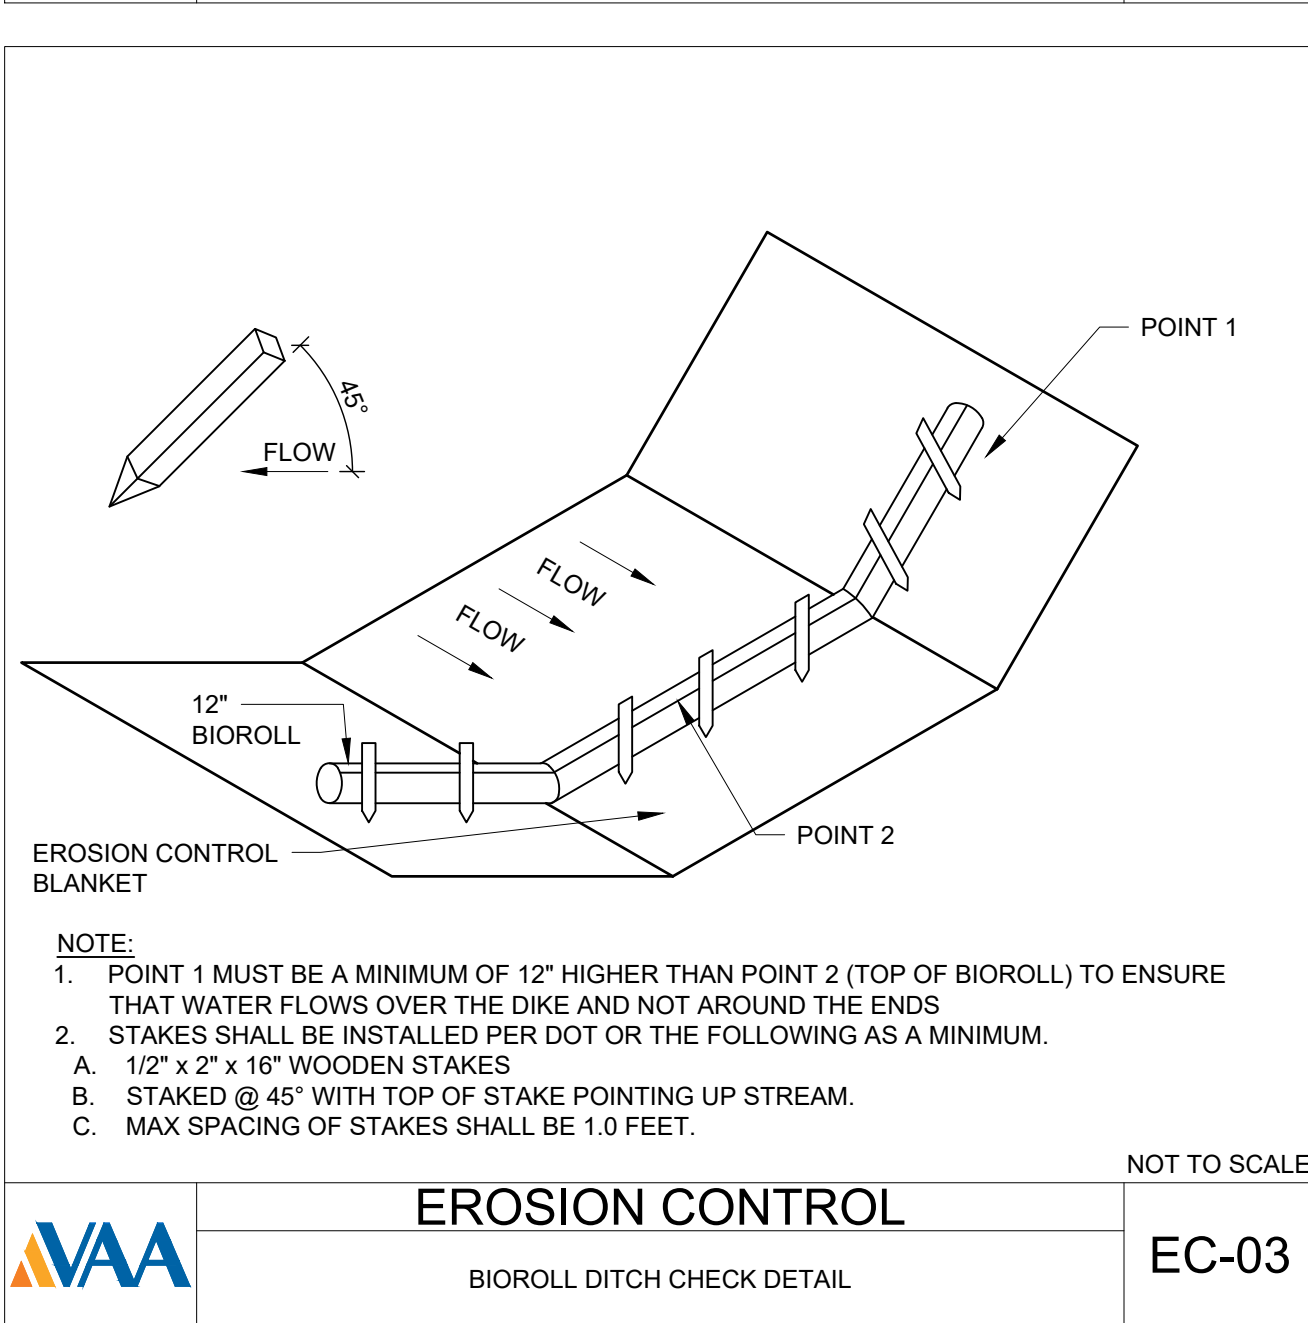 POINT 1
45°
FLOW
FLOW
FLOW
12"
BIOROLL
POINT 2
EROSION CONTROL
BLANKET
NOTE:
1. POINT 1 MUST BE A MINIMUM OF 12" HIGHER THAN POINT 2 (TOP OF BIOROLL) TO ENSURE
THAT WATER FLOWS OVER THE DIKE AND NOT AROUND THE ENDS
2. STAKES SHALL BE INSTALLED PER DOT OR THE FOLLOWING AS A MINIMUM.
A. 1/2" x 2" x 16" WOODEN STAKES
B. STAKED @ 45° WITH TOP OF STAKE POINTING UP STREAM.
C. MAX SPACING OF STAKES SHALL BE 1.0 FEET.
NOT TO SCALE
VAA
EROSION CONTROL
BIOROLL DITCH CHECK DETAIL
EC-03